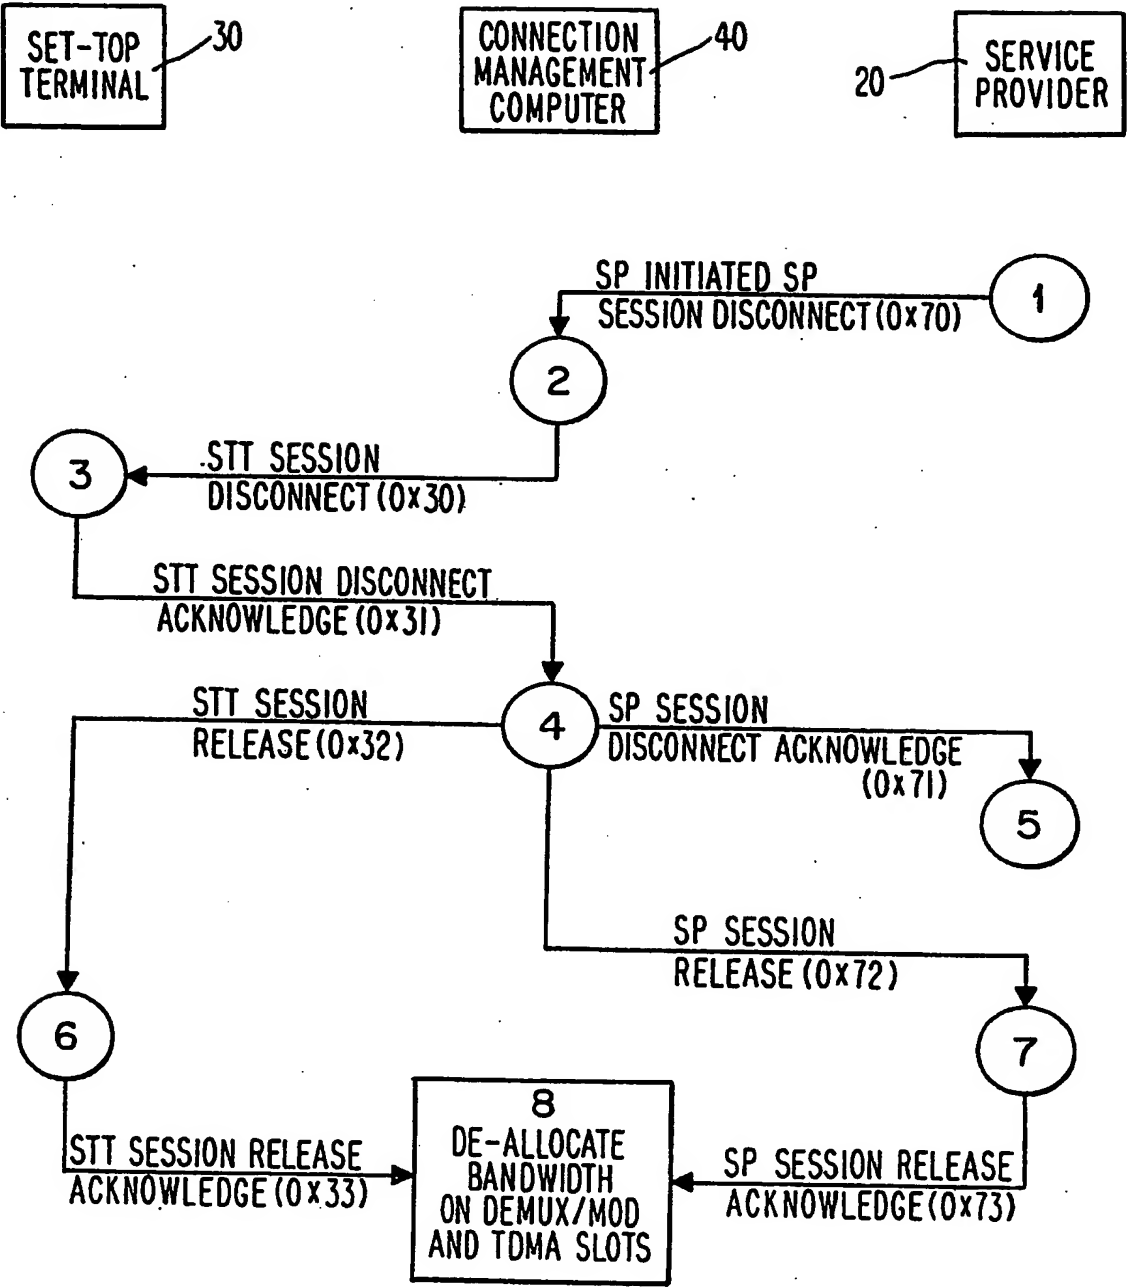 SET-TOP
TERMINAL
30
CONNECTION
MANAGEMENT
COMPUTER
40
20
SERVICE
PROVIDER
SP INITIATED SP
SESSION DISCONNECT (0x70)
1
2
STT SESSION
DISCONNECT (0x30)
3
STT SESSION DISCONNECT
ACKNOWLEDGE (0x31)
STT SESSION
RELEASE (0x32)
4
SP SESSION
DISCONNECT ACKNOWLEDGE
(0x71)
5
SP SESSION
RELEASE (0x72)
6
7
STT SESSION RELEASE
ACKNOWLEDGE (0x33)
8
DE-ALLOCATE
BANDWIDTH
ON DEMUX/MOD
AND TDMA SLOTS
SP SESSION RELEASE
ACKNOWLEDGE (0x73)